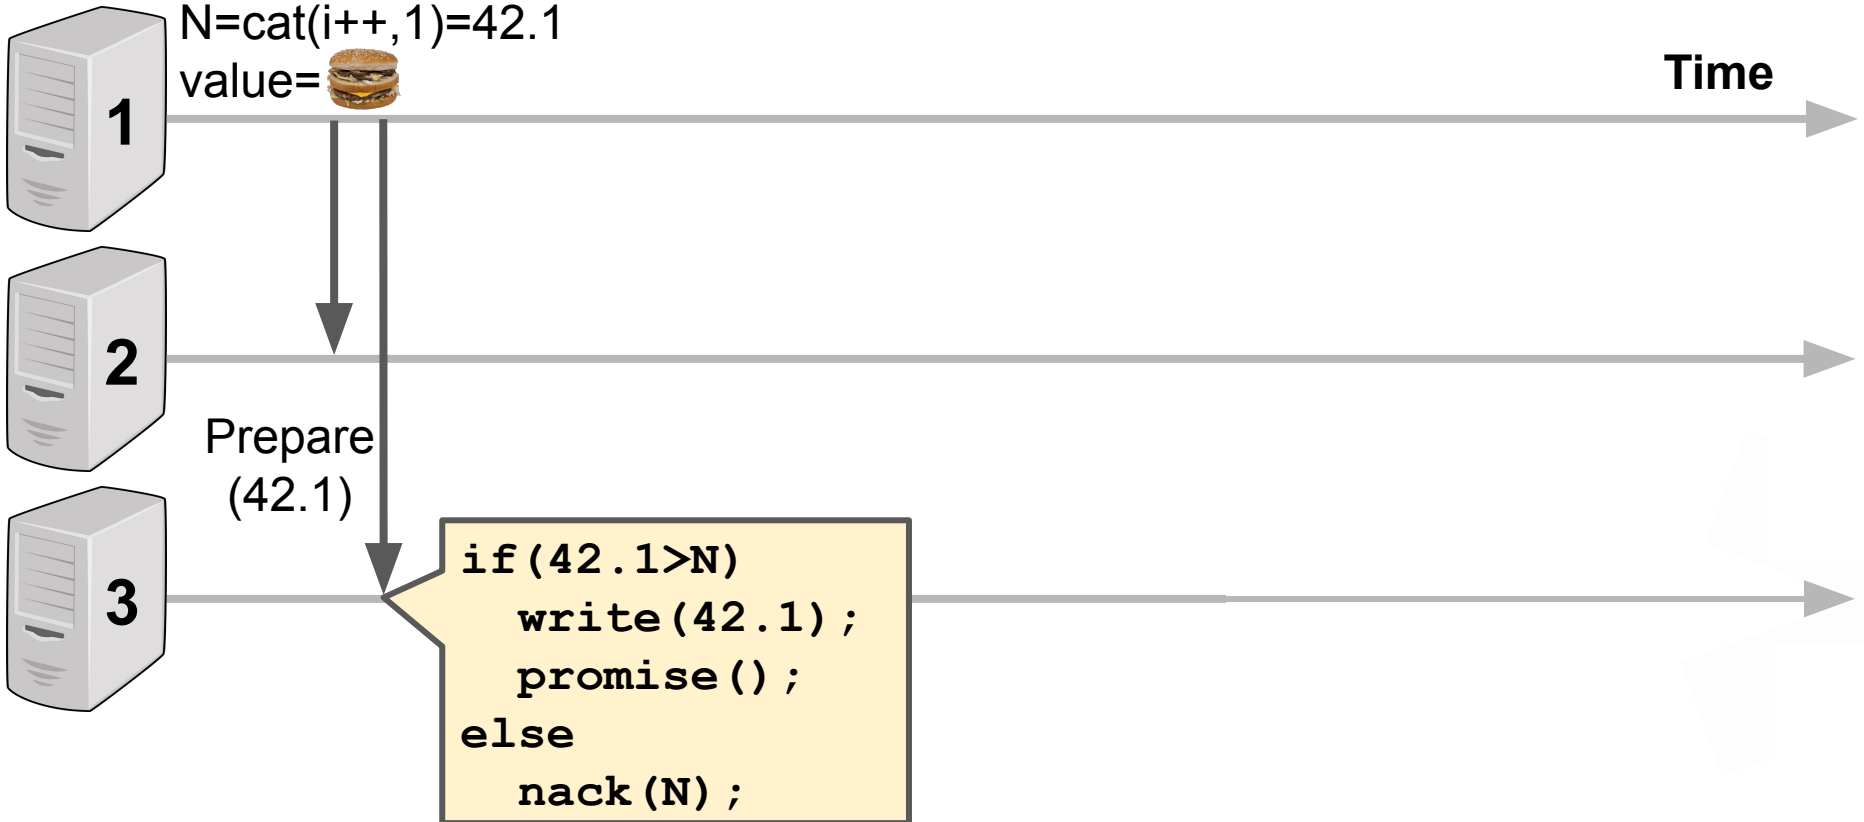 N=cat(i++,1)=42.1
value=
Time
1
2
Prepare
(42.1)
3
if(42.1>N)
write(42.1);
promise();
else
nack(N);